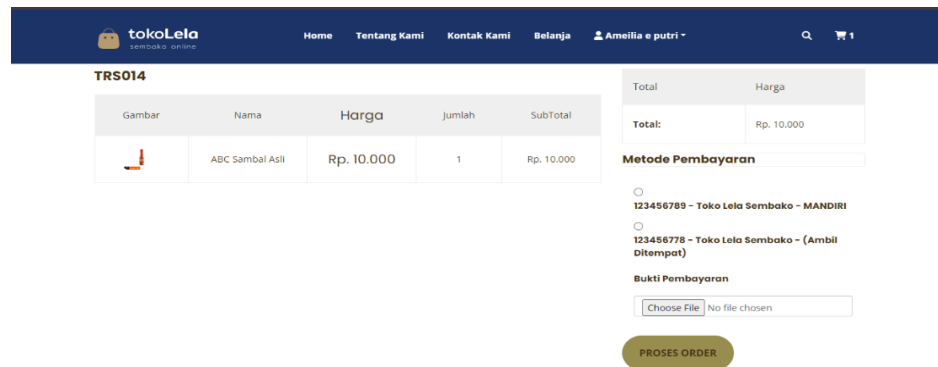 tokoLela
sembako online
Home Tentang Kami Kontak Kami Belanja Ameilia e putri 1
TRS014
Gambar Nama Harga Jumlah SubTotal
ABC Sambal Asli Rp. 10.000 1 Rp. 10.000
Total Harga
Total: Rp. 10.000
Metode Pembayaran
123456789 - Toko Lela Sembako - MANDIRI
123456778 - Toko Lela Sembako - (Ambil
Ditempat)
Bukti Pembayaran
Choose File No file chosen
PROSES ORDER